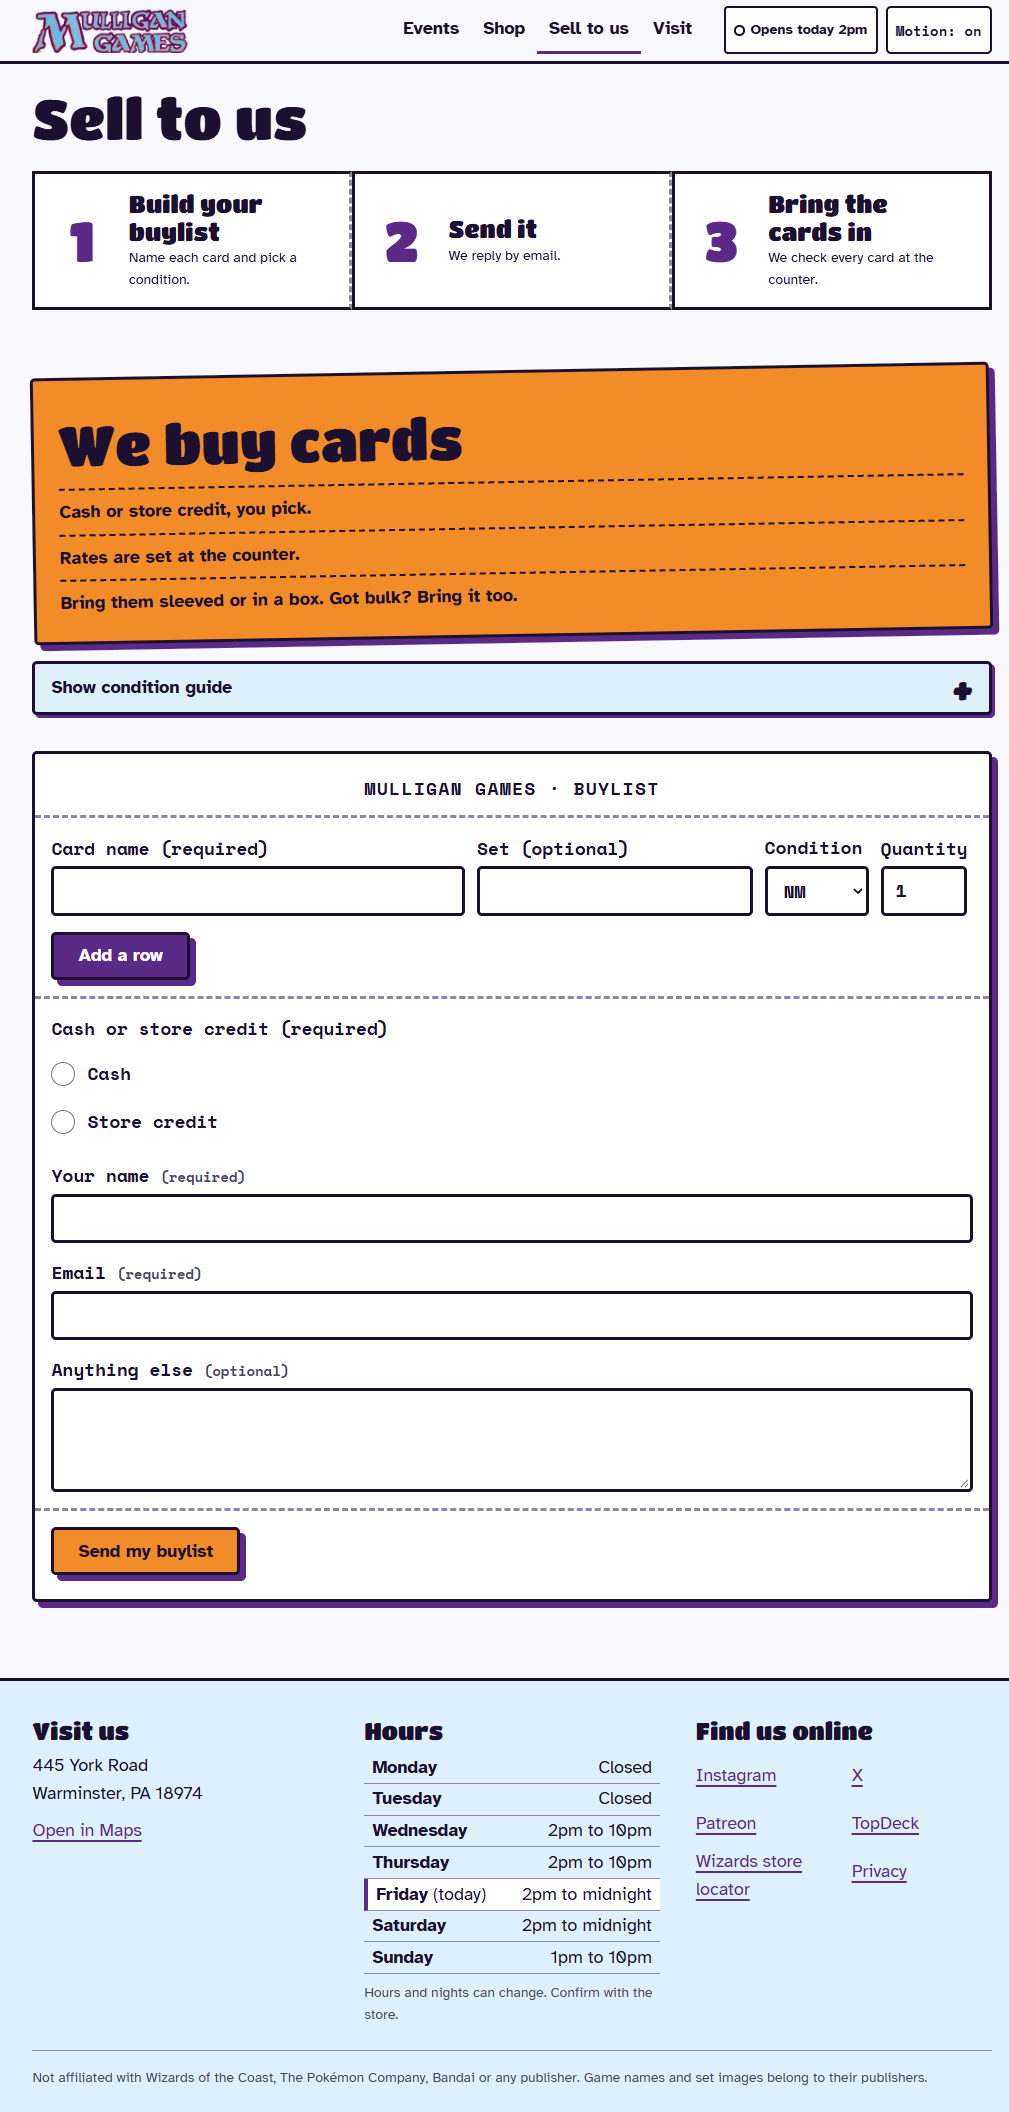 MULLIGAN GAMES
Events Shop Sell to us Visit
Opens today 2pm
Motion: on
Sell to us
1
Build your buylist
Name each card and pick a condition.
2
Send it
We reply by email.
3
Bring the cards in
We check every card at the counter.
We buy cards
Cash or store credit, you pick.
Rates are set at the counter.
Bring them sleeved or in a box. Got bulk? Bring it too.
Show condition guide
MULLIGAN GAMES · BUYLIST
Card name (required) Set (optional) Condition Quantity
NM 1
Add a row
Cash or store credit (required)
Cash
Store credit
Your name (required)
Email (required)
Anything else (optional)
Send my buylist
Visit us
445 York Road
Warminster, PA 18974
Open in Maps
Hours
Monday Closed
Tuesday Closed
Wednesday 2pm to 10pm
Thursday 2pm to 10pm
Friday (today) 2pm to midnight
Saturday 2pm to midnight
Sunday 1pm to 10pm
Hours and nights can change. Confirm with the store.
Find us online
Instagram X
Patreon TopDeck
Wizards store locator Privacy
Not affiliated with Wizards of the Coast, The Pokémon Company, Bandai or any publisher. Game names and set images belong to their publishers.